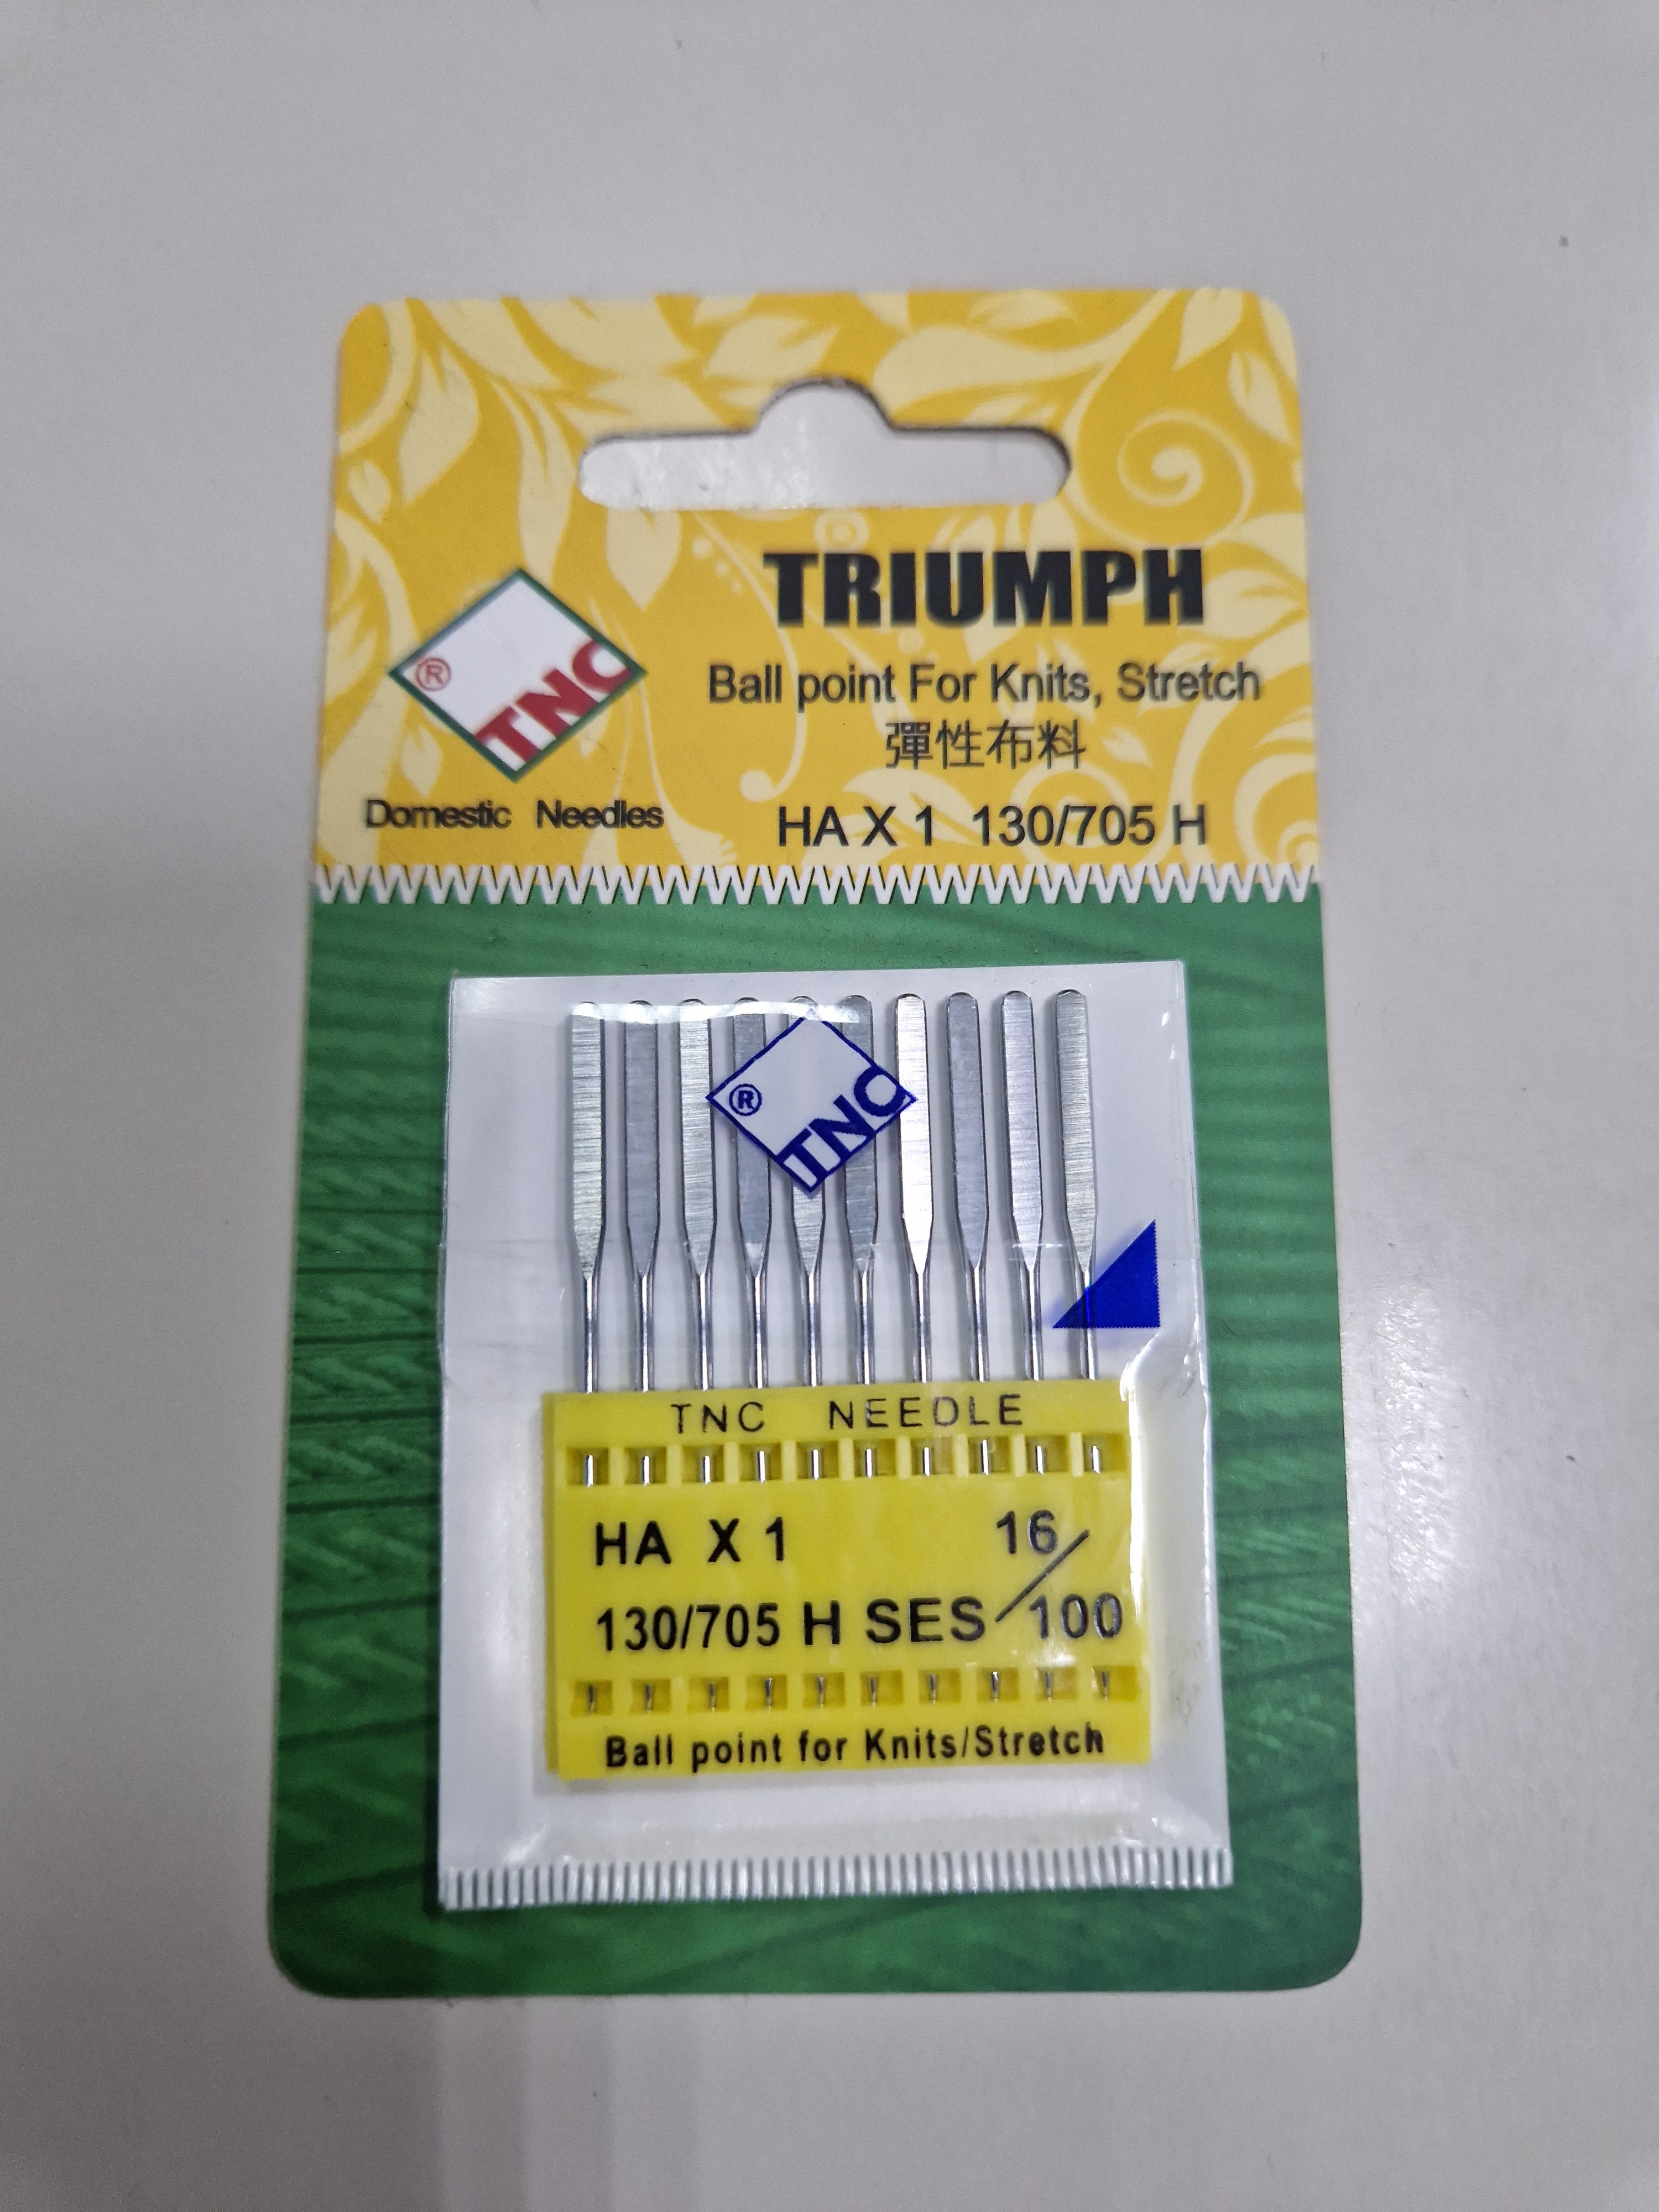 TRIUMPH
® TNC
Ball point For Knits, Stretch
彈性布料
Domestic Needles
HA X 1 130/705 H
® TNC
TNC NEEDLE
HA X 1 16/100
130/705 H SES
Ball point for Knits/Stretch